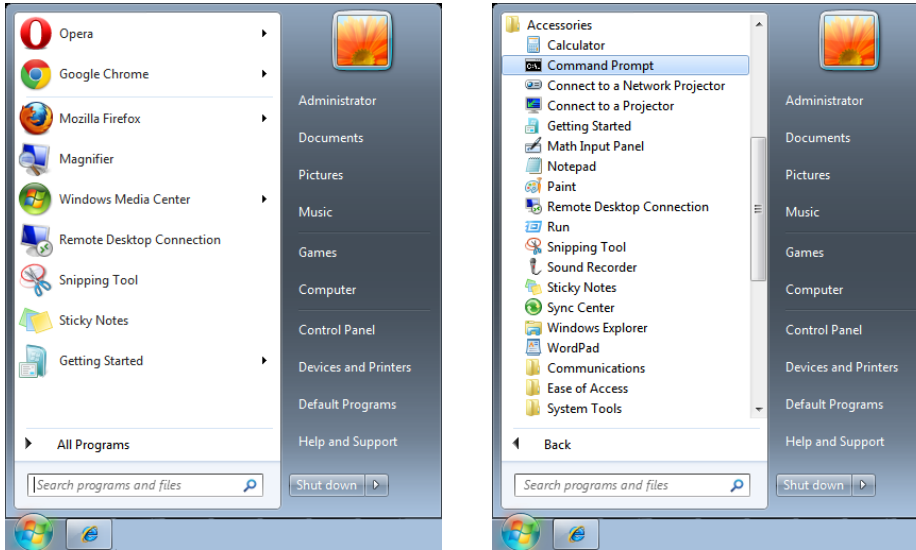 Opera
Google Chrome
Mozilla Firefox
Magnifier
Windows Media Center
Remote Desktop Connection
Snipping Tool
Sticky Notes
Getting Started
All Programs
Search programs and files
Administrator
Documents
Pictures
Music
Games
Computer
Control Panel
Devices and Printers
Default Programs
Help and Support
Shut down
Accessories
Calculator
C:\. Command Prompt
Connect to a Network Projector
Connect to a Projector
Getting Started
Math Input Panel
Notepad
Paint
Remote Desktop Connection
Run
Snipping Tool
Sound Recorder
Sticky Notes
Sync Center
Windows Explorer
WordPad
Communications
Ease of Access
System Tools
Back
Search programs and files
Administrator
Documents
Pictures
Music
Games
Computer
Control Panel
Devices and Printers
Default Programs
Help and Support
Shut down